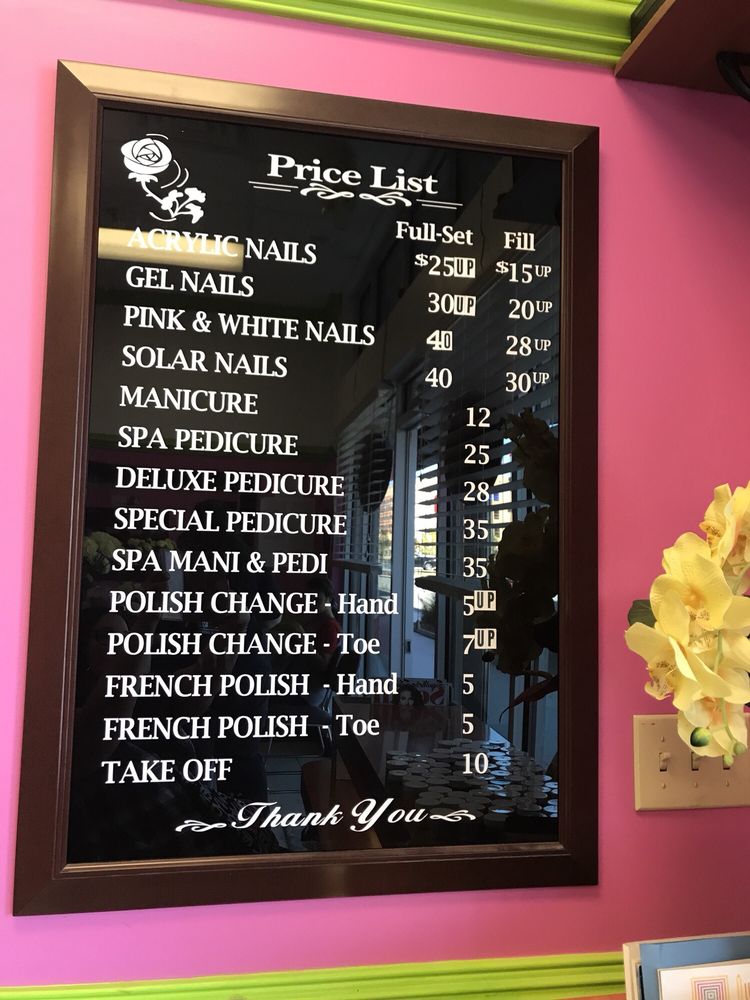 Price List
Full-Set Fill
ACRYLIC NAILS $25UP $15UP
GEL NAILS 30UP 20UP
PINK & WHITE NAILS 40 28UP
SOLAR NAILS 40 30UP
MANICURE 12
SPA PEDICURE 25
DELUXE PEDICURE 28
SPECIAL PEDICURE 35
SPA MANI & PEDI 35
POLISH CHANGE - Hand 5UP
POLISH CHANGE - Toe 7UP
FRENCH POLISH - Hand 5
FRENCH POLISH - Toe 5
TAKE OFF 10
Thank You